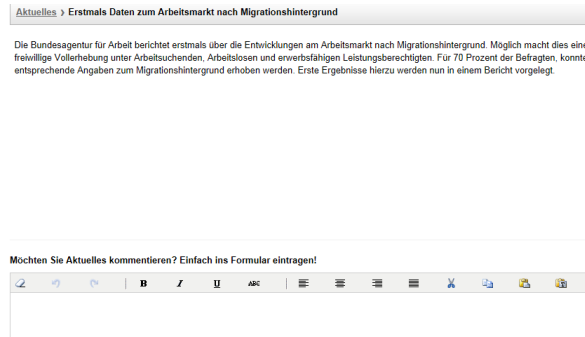 Aktuelles > Erstmals Daten zum Arbeitsmarkt nach Migrationshintergrund
Die Bundesagentur für Arbeit berichtet erstmals über die Entwicklungen am Arbeitsmarkt nach Migrationshintergrund. Möglich macht dies eine
freiwillige Vollerhebung unter Arbeitsuchenden, Arbeitslosen und erwerbsfähigen Leistungsberechtigten. Für 70 Prozent der Befragten, konnte
entsprechende Angaben zum Migrationshintergrund erhoben werden. Erste Ergebnisse hierzu werden nun in einem Bericht vorgelegt.
Möchten Sie Aktuelles kommentieren? Einfach ins Formular eintragen!
B I U ABC